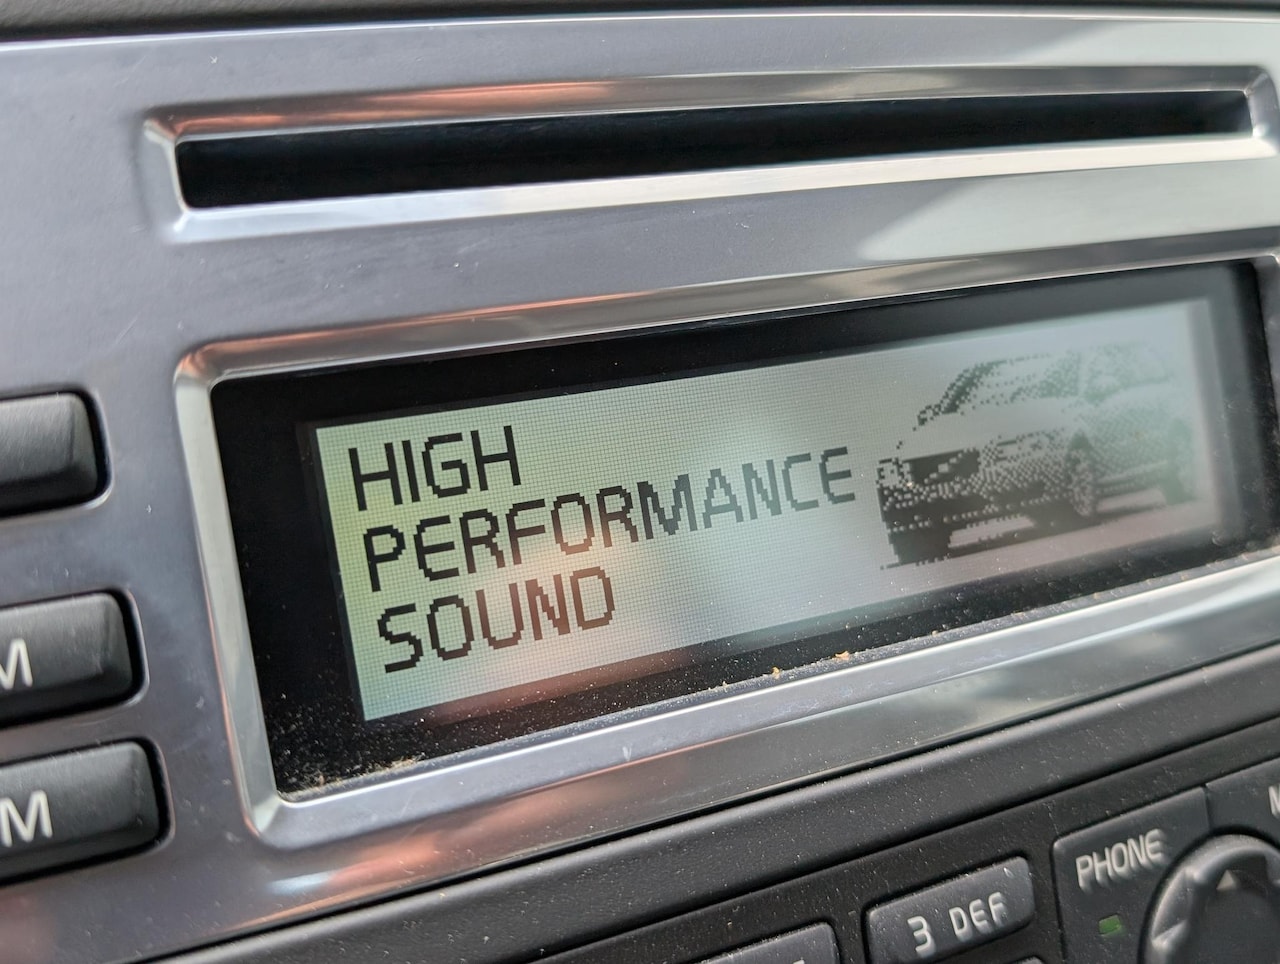 HIGH
PERFORMANCE
SOUND
M
M
PHONE
3 DEF